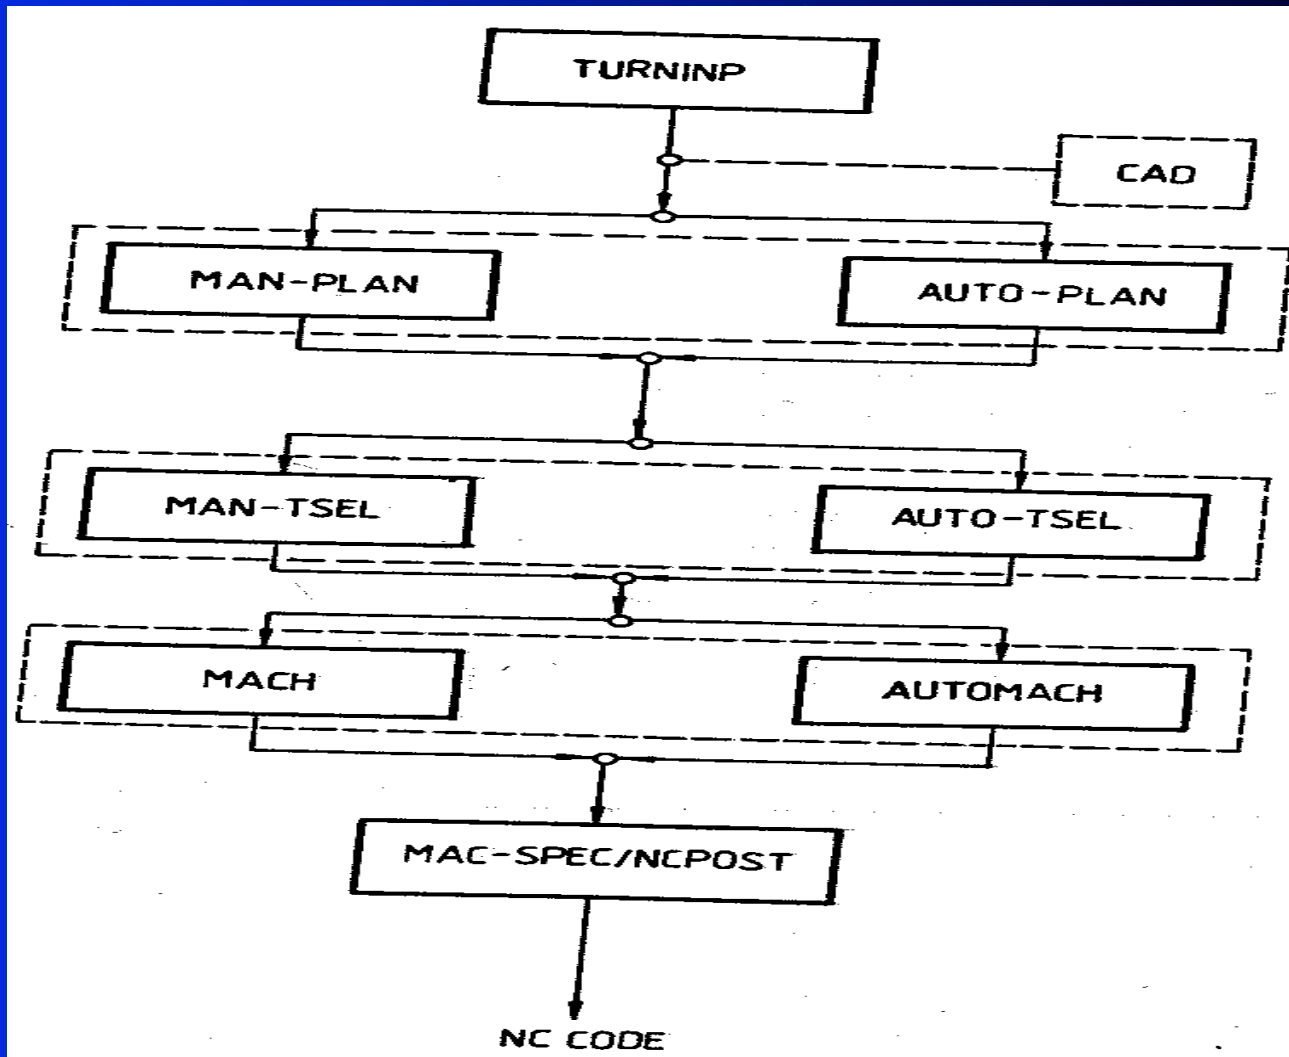 TURNINP
CAD
MAN-PLAN
AUTO-PLAN
MAN-TSEL
AUTO-TSEL
MACH
AUTOMACH
MAC-SPEC/NCPOST
NC CODE